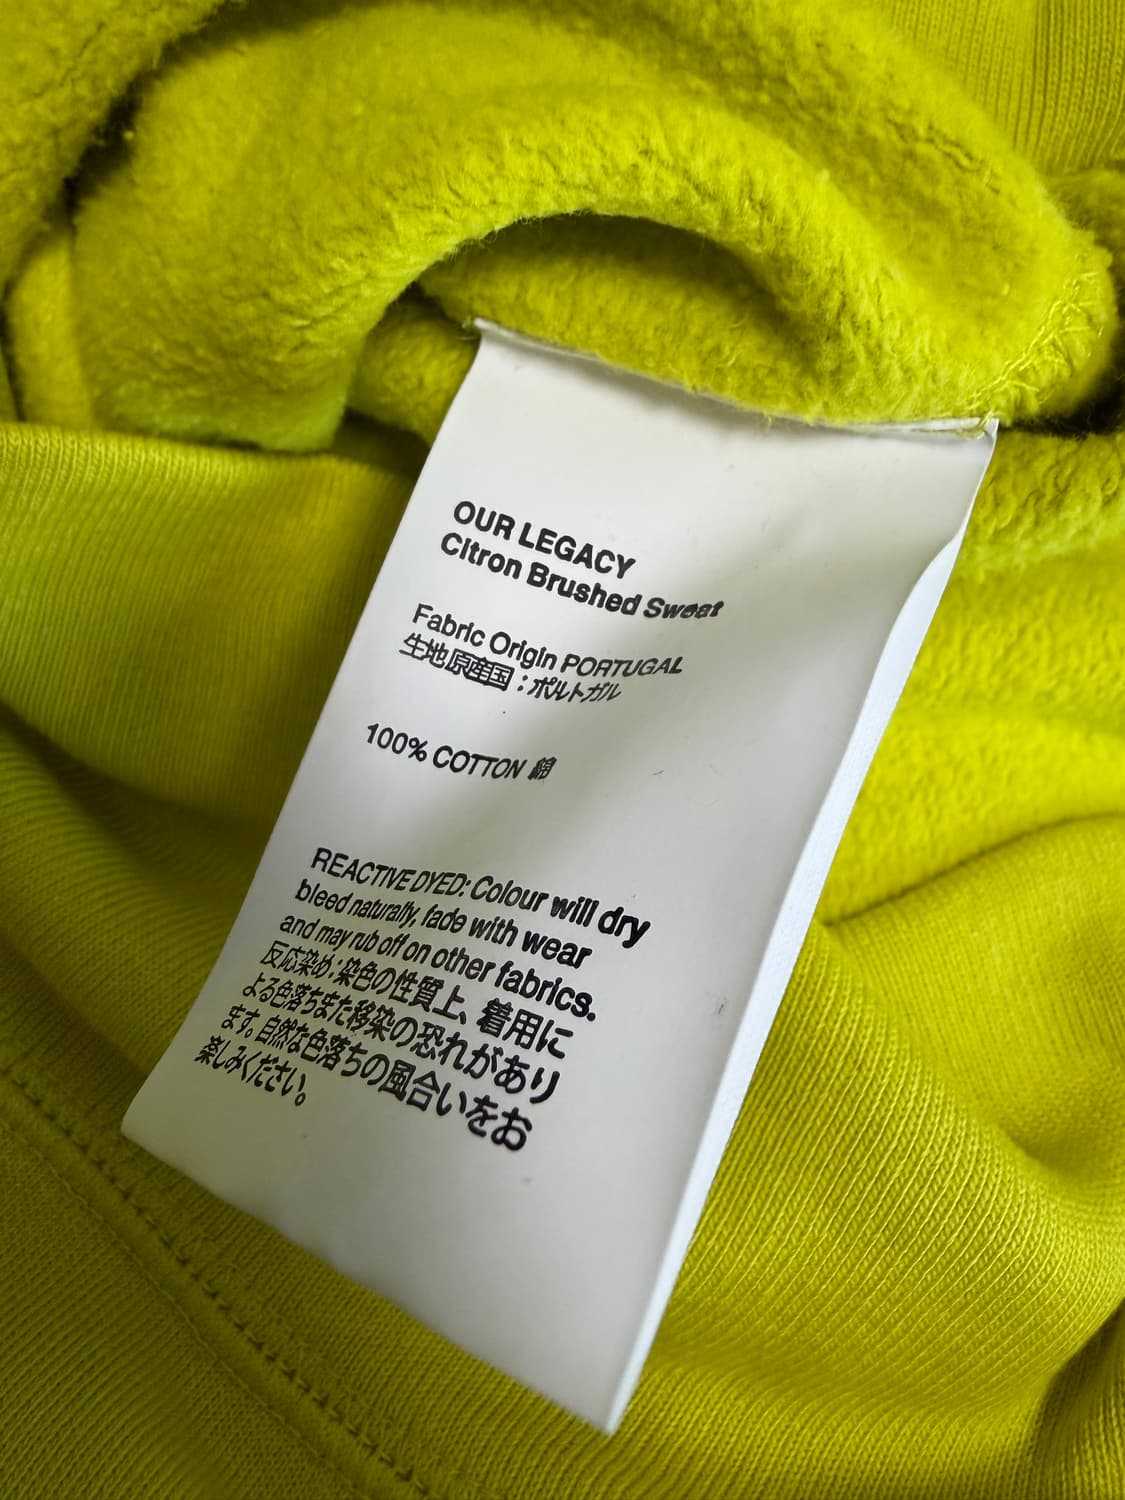 OUR LEGACY
Citron Brushed Sweat
Fabric Origin PORTUGAL
生地原産国：ポルトガル
100% COTTON 綿
REACTIVE DYED: Colour will dry
bleed naturally, fade with wear
and may rub off on other fabrics.
反応染め：染色の性質上、着用に
よる色落ちまた移染の恐れがあり
ます。自然な色落ちの風合いをお
楽しみください。